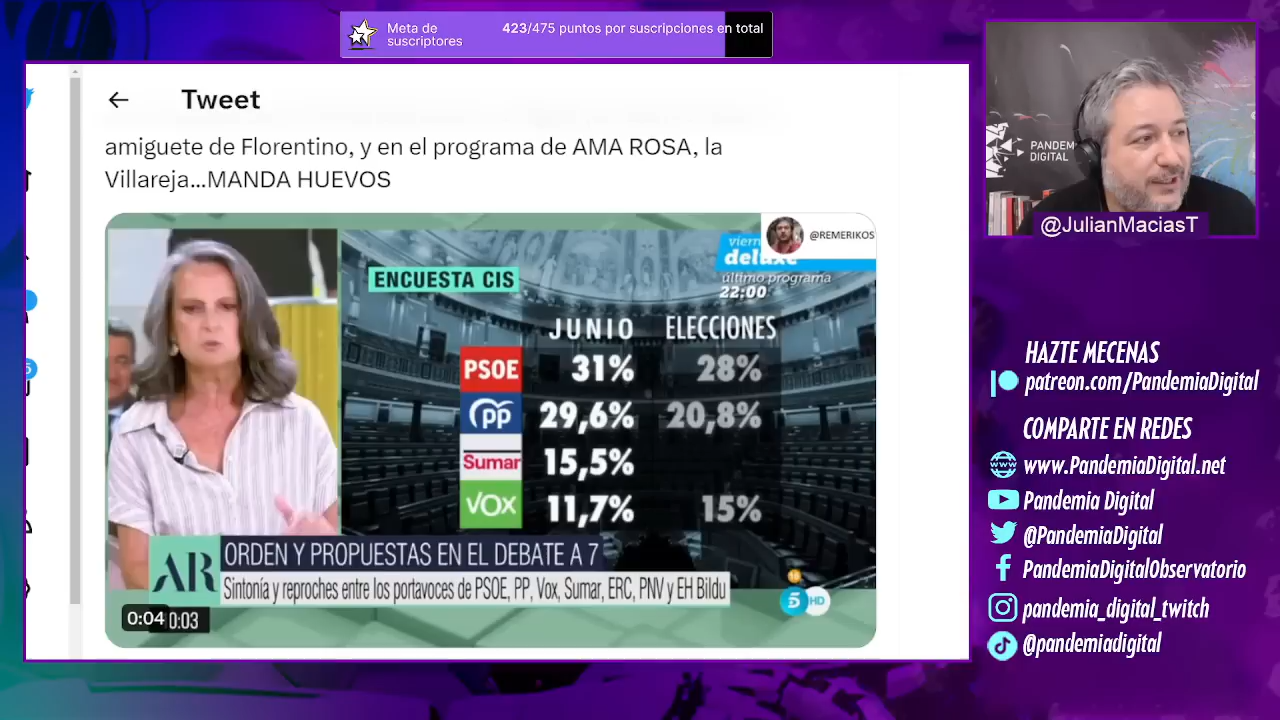 Meta de
suscriptores
423/475 puntos por suscripciones en total
Tweet
amiguete de Florentino, y en el programa de AMA ROSA, la
Villareja...MANDA HUEVOS
@REMERIKOS
ENCUESTA CIS
deluxe
último programa
22:00
JUNIO ELECCIONES
PSOE 31% 28%
PP 29,6% 20,8%
Sumar 15,5%
VOX 11,7% 15%
AR
ORDEN Y PROPUESTAS EN EL DEBATE A 7
Sintonía y reproches entre los portavoces de PSOE, PP, Vox, Sumar, ERC, PNV y EH Bildu
0:04
0:03
5 HD
PANDEM
DIGITAL
@JulianMaciasT
HAZTE MECENAS
patreon.com/PandemiaDigital
COMPARTE EN REDES
www.PandemiaDigital.net
Pandemia Digital
@PandemiaDigital
PandemiaDigitalObservatorio
pandemia_digital_twitch
@pandemiadigital